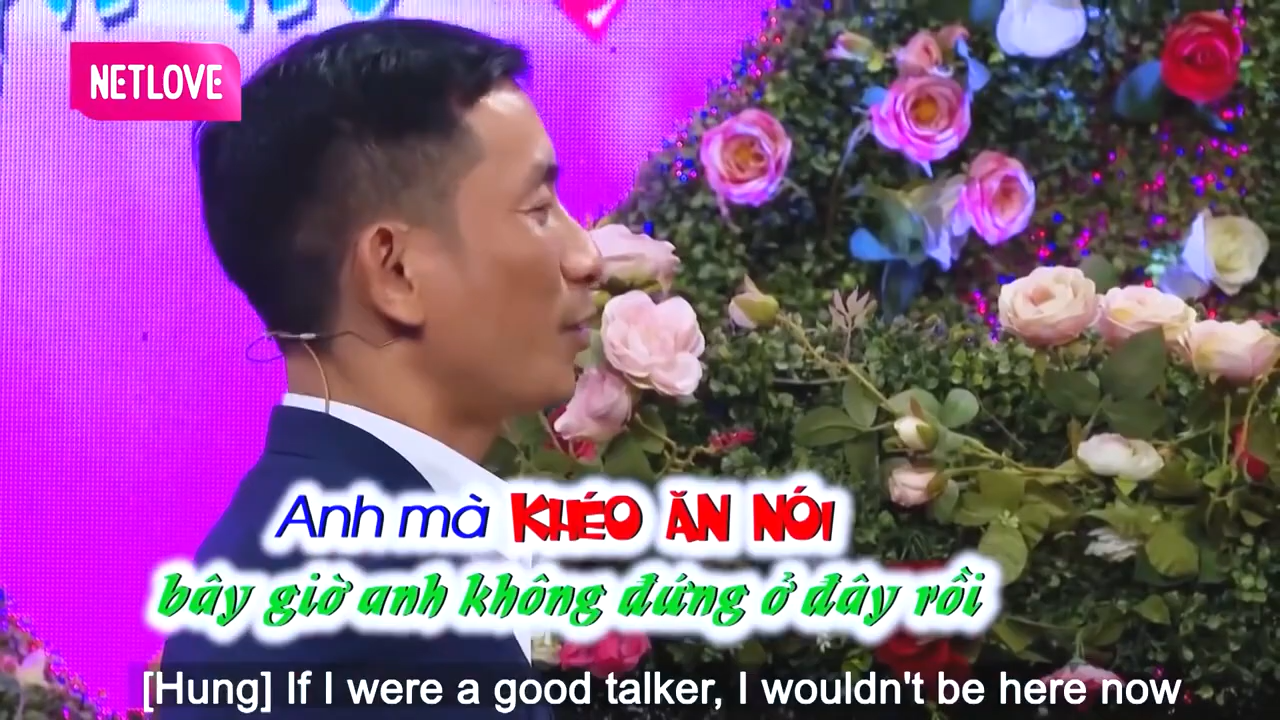 NETLOVE
Anh mà KHÉO ĂN NÓI
bây giờ anh không đứng ở đây rồi
[Hung] If I were a good talker, I wouldn't be here now